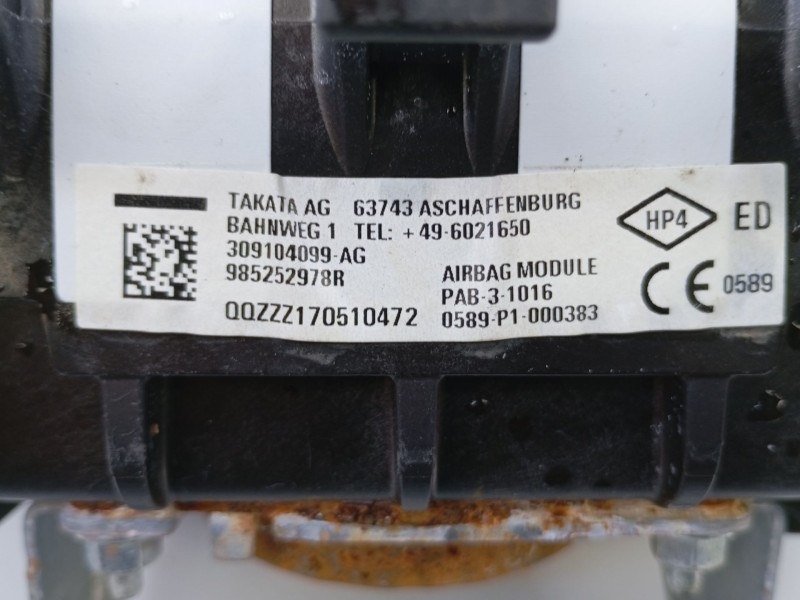 TAKATA AG 63743 ASCHAFFENBURG
BAHNWEG 1 TEL: +49-6021650
309104099-AG
985252978R
QQZZZ170510472
AIRBAG MODULE
PAB-3-1016
0589-P1-000383
HP4
ED
CE 0589